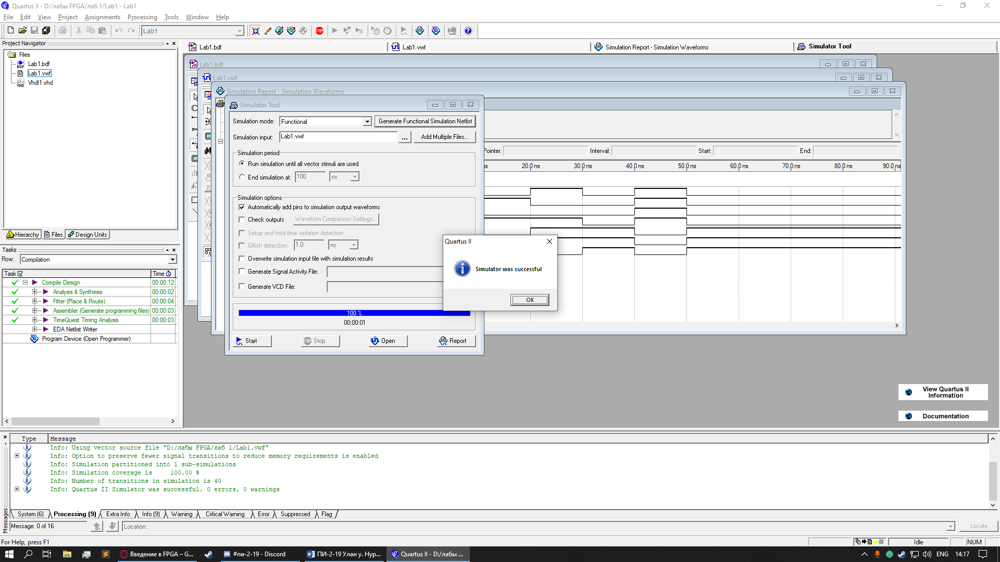 Quartus II - D:/лабы FPGA/лаб 1/Lab1 - Lab1
File Edit View Project Assignments Processing Tools Window Help
Lab1
Project Navigator
Files
Lab1.bdf
Lab1.vwf
Vhdl1.vhd
Hierarchy Files Design Units
Tasks
Flow: Compilation
Task Time
Compile Design 00:00:12
Analysis & Synthesis 00:00:02
Fitter (Place & Route) 00:00:04
Assembler (Generate programming files) 00:00:03
TimeQuest Timing Analysis 00:00:03
EDA Netlist Writer
Program Device (Open Programmer)
Lab1.bdf Lab1.vwf Simulation Report - Simulation Waveforms Simulator Tool
Lab1.bdf
Lab1.vwf
Simulation Report - Simulation Waveforms
Simulator Tool
Simulation mode: Functional Generate Functional Simulation Netlist
Simulation input: Lab1.vwf ... Add Multiple Files...
Simulation period
Run simulation until all vector stimuli are used
End simulation at: 100 ns
Simulation options
Automatically add pins to simulation output waveforms
Check outputs Waveform Comparison Settings...
Setup and hold time violation detection
Glitch detection: 1.0 ns
Overwrite simulation input file with simulation results
Generate Signal Activity File:
Generate VCD File:
100 %
00:00:01
Start Stop Open Report
Pointer: Interval: Start: End:
20.0 ns 30.0 ns 40.0 ns 50.0 ns 60.0 ns 70.0 ns 80.0 ns 90.0 ns
Quartus II
Simulator was successful
OK
View Quartus II
Information
Documentation
Type Message
Info: Using vector source file "D:/лабы FPGA/лаб 1/Lab1.vwf"
Info: Option to preserve fewer signal transitions to reduce memory requirements is enabled
Info: Simulation partitioned into 1 sub-simulations
Info: Simulation coverage is 100.00 %
Info: Number of transitions in simulation is 40
Info: Quartus II Simulator was successful. 0 errors, 0 warnings
System (6) Processing (9) Extra Info Info (9) Warning Critical Warning Error Suppressed Flag
Messages
Message: 0 of 16 Location: Locate
For Help, press F1 Idle NUM
Введение в FPGA – G... #пи-2-19 - Discord ПИ-2-19 Улан у. Нур... Quartus II - D:/лабы ... ENG 14:17